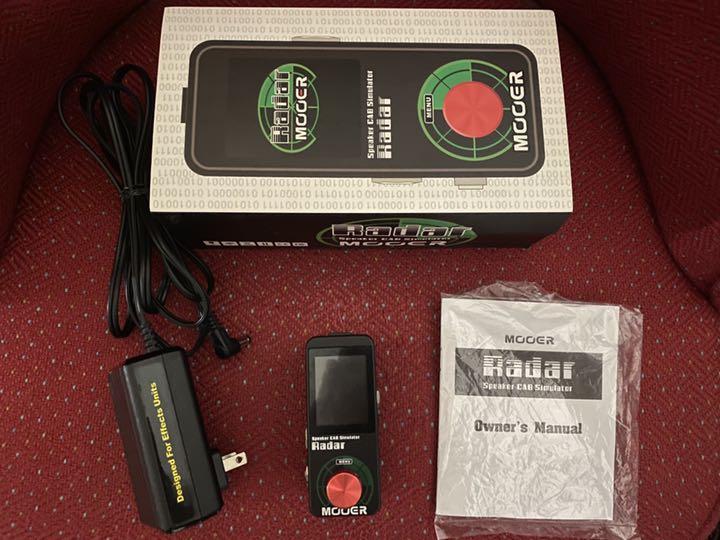 Radar
MOOER
Speaker CAB Simulator
Radar
MENU
MOOER
Radar
Speaker CAB Simulator
MOOER
Designed For Effects Units
Speaker CAB Simulator
Radar
MENU
MOOER
MOOER
Radar
Speaker CAB Simulator
Owner's Manual